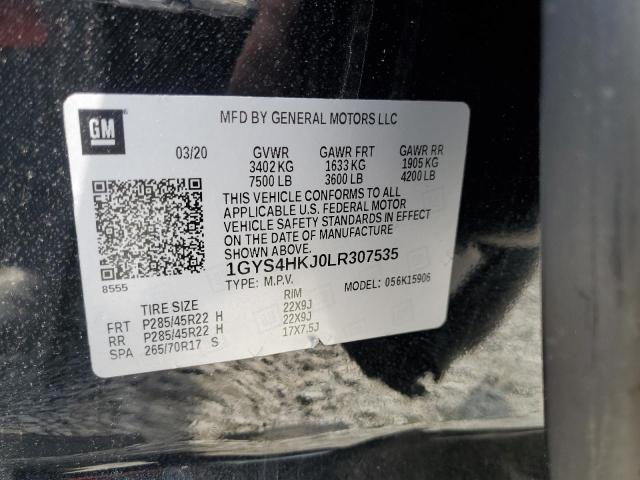 GM
MFD BY GENERAL MOTORS LLC
03/20 GVWR GAWR FRT GAWR RR
3402 KG 1633 KG 1905 KG
7500 LB 3600 LB 4200 LB
THIS VEHICLE CONFORMS TO ALL
APPLICABLE U.S. FEDERAL MOTOR
VEHICLE SAFETY STANDARDS IN EFFECT
ON THE DATE OF MANUFACTURE
SHOWN ABOVE.
8555
1GYS4HKJ0LR307535
TYPE: M.P.V. MODEL: 056K15906
TIRE SIZE RIM
FRT P285/45R22 H 22X9J
RR P285/45R22 H 22X9J
SPA 265/70R17 S 17X7.5J